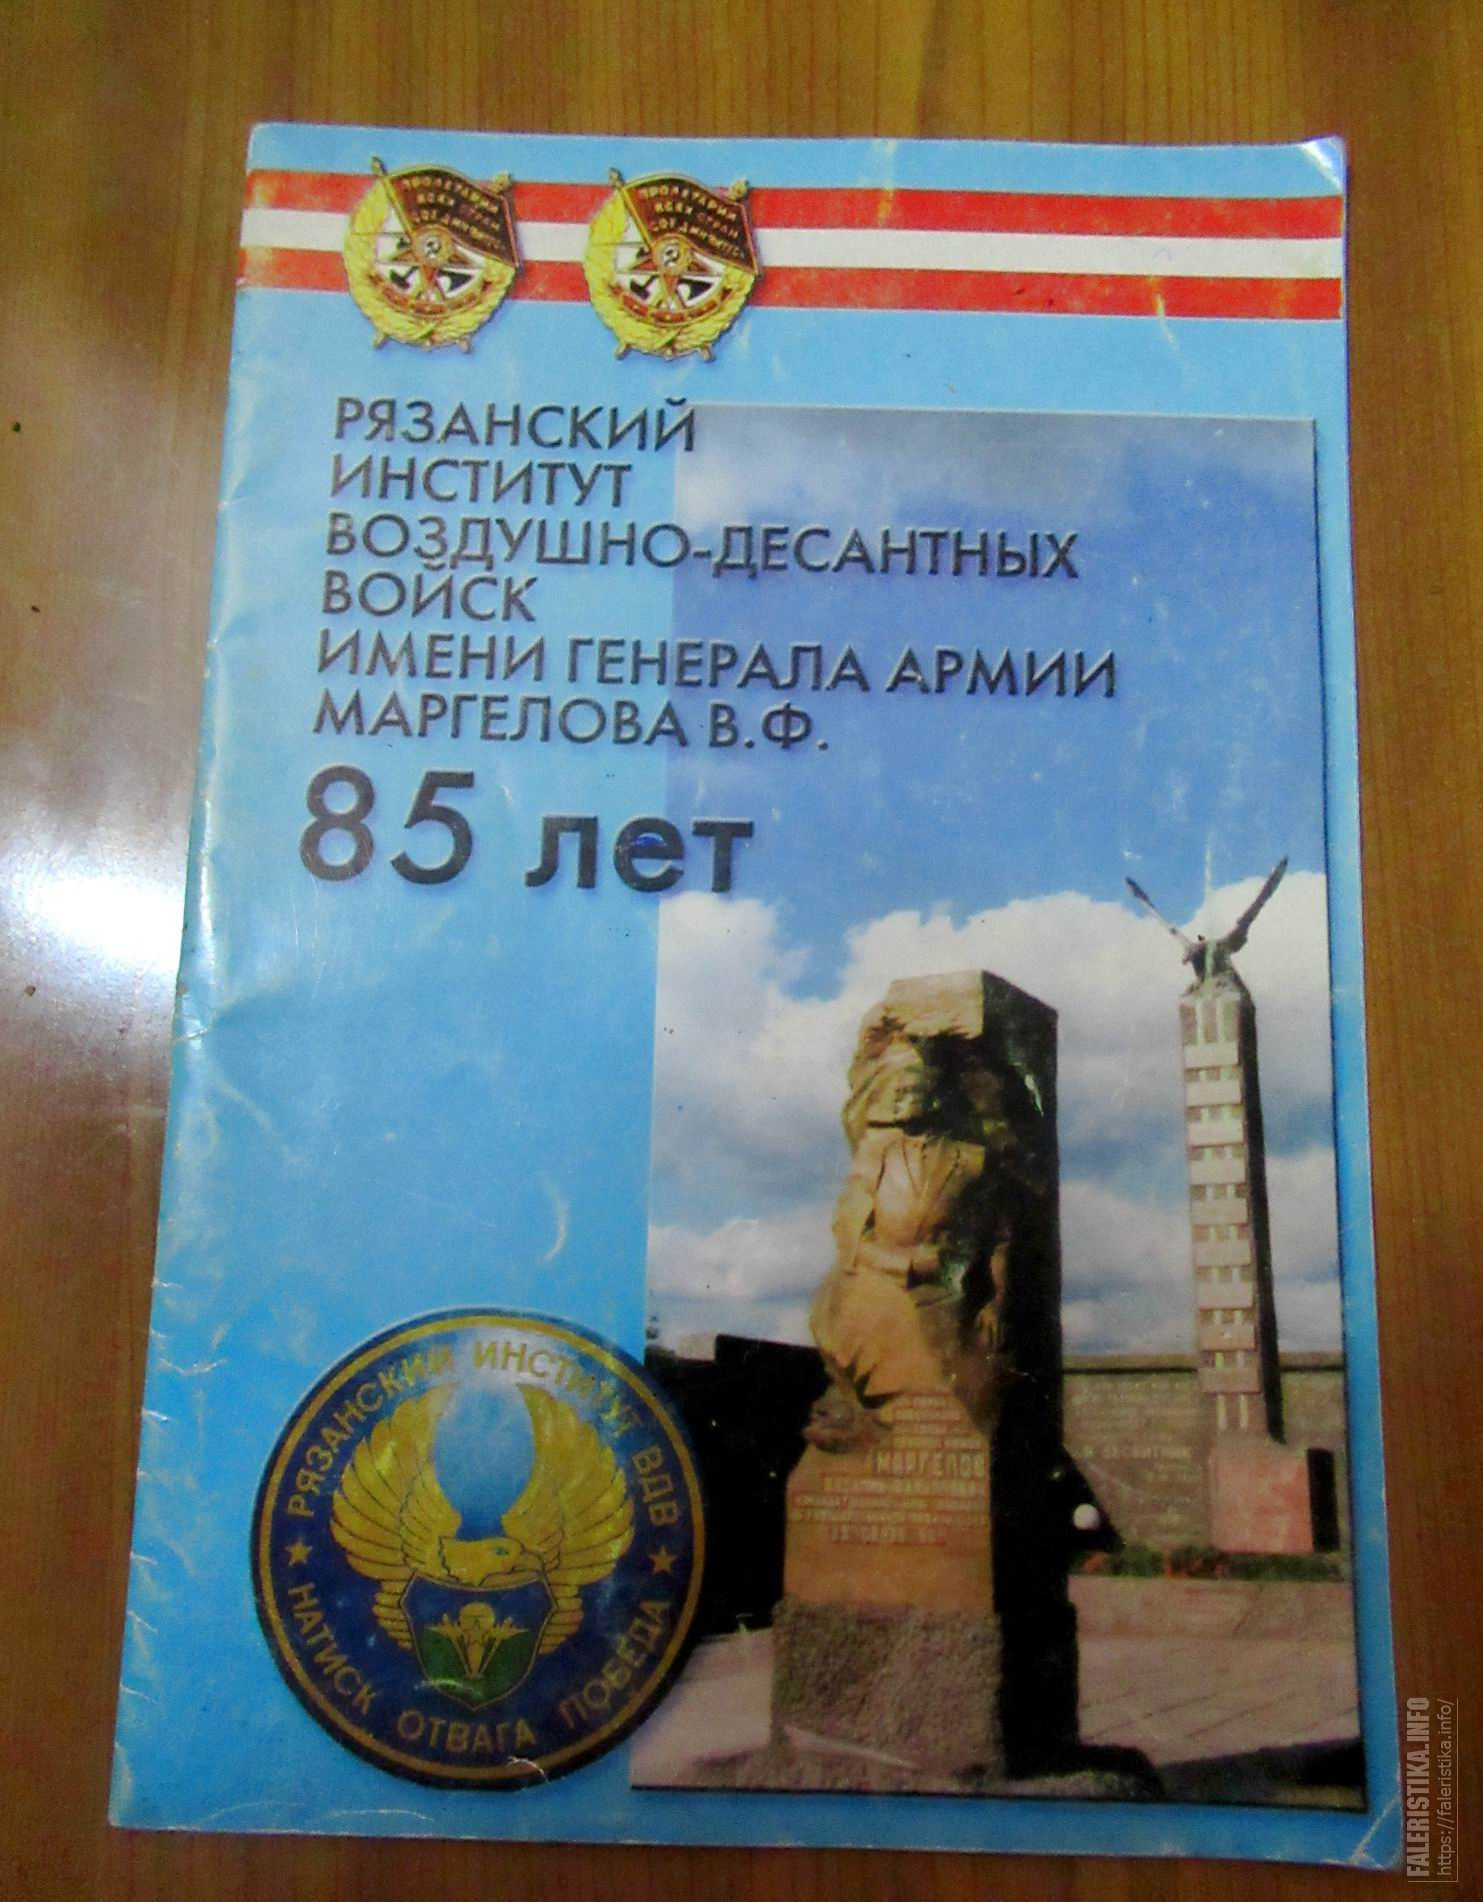 ПРОЛЕТАРИИ
ВСЕХ СТРАН
СОЕДИНЯЙТЕСЬ
ПРОЛЕТАРИИ
ВСЕХ СТРАН
СОЕДИНЯЙТЕСЬ
РЯЗАНСКИЙ
ИНСТИТУТ
ВОЗДУШНО-ДЕСАНТНЫХ
ВОЙСК
ИМЕНИ ГЕНЕРАЛА АРМИИ
МАРГЕЛОВА В.Ф.
85 лет
МАРГЕЛОВ
РЯЗАНСКИЙ ИНСТИТУТ ВДВ
НАТИСК ОТВАГА ПОБЕДА
FALERISTIKA.INFO
https://faleristika.info/